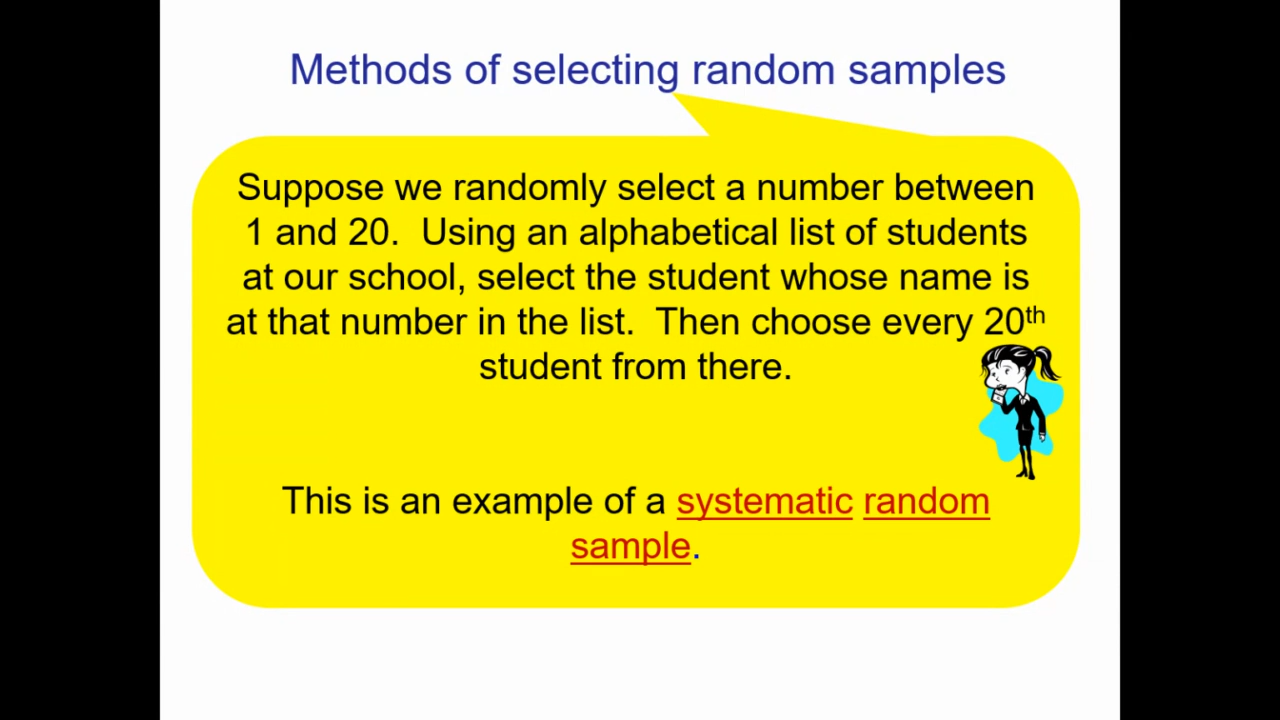 Methods of selecting random samples
Suppose we randomly select a number between
1 and 20.  Using an alphabetical list of students
at our school, select the student whose name is
at that number in the list.  Then choose every 20th
student from there.
This is an example of a systematic random
sample.